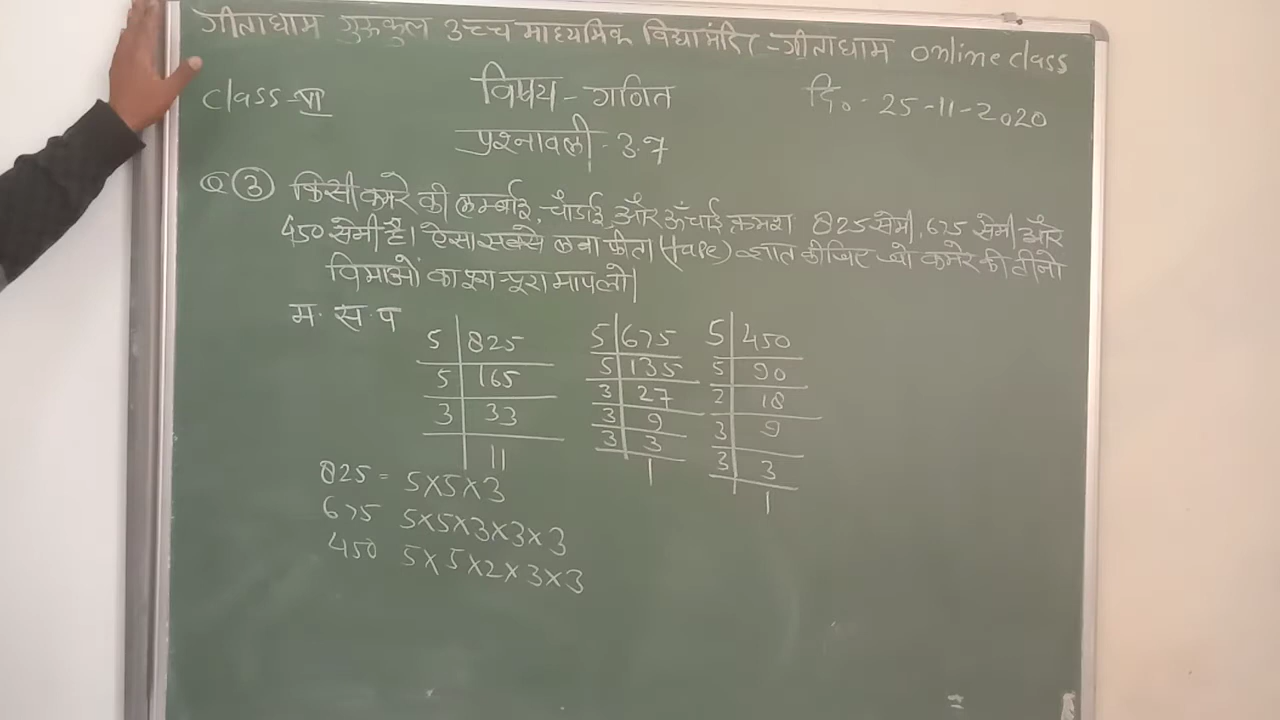 गीताधाम गुरुकुल उच्च माध्यमिक विद्यामंदिर - गीताधाम online class
class - VI विषय - गणित दि० - 25-11-2020
प्रश्नावली - 3.7
Q ③ किसी कमरे की लम्बाई, चौडाई, और ऊँचाई क्रमश 825 सेमी, 675 सेमी और
450 सेमी है। ऐसा सबसे लंबा फीता (tape) ज्ञात कीजिए जो कमरे की तीनो
विमाओं का पूरा-पूरा माप लो।
म. स. प
5 | 825
5 | 165
3 | 33
11
5 | 675
5 | 135
3 | 27
3 | 9
3 | 3
1
5 | 450
5 | 90
2 | 18
3 | 9
3 | 3
1
825 = 5×5×3
675 5×5×3×3×3
450 5×5×2×3×3